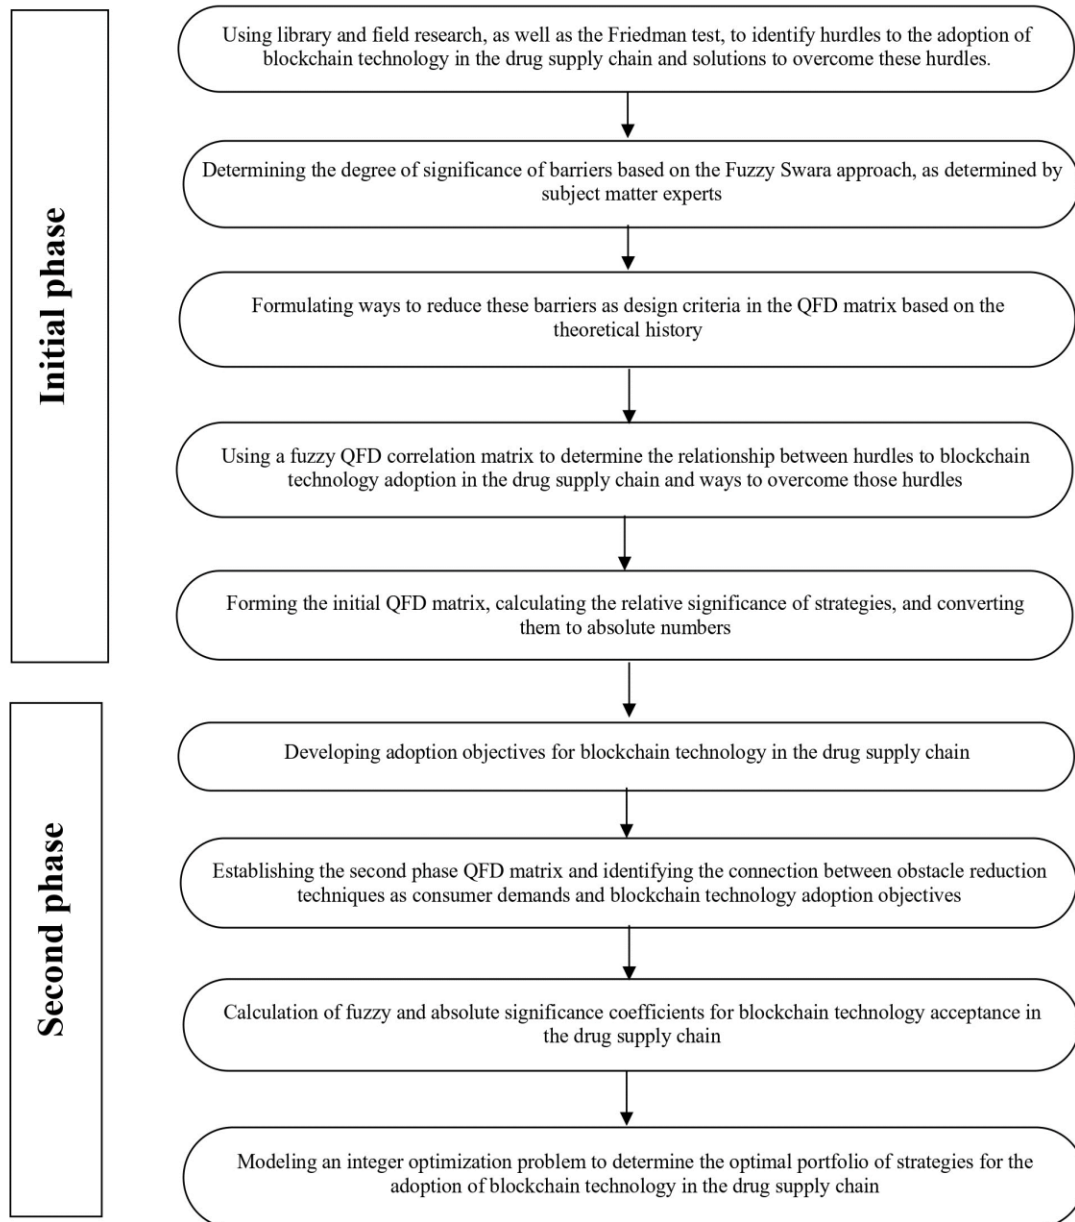 Initial phase
Using library and field research, as well as the Friedman test, to identify hurdles to the adoption of
blockchain technology in the drug supply chain and solutions to overcome these hurdles.
Determining the degree of significance of barriers based on the Fuzzy Swara approach, as determined by
subject matter experts
Formulating ways to reduce these barriers as design criteria in the QFD matrix based on the
theoretical history
Using a fuzzy QFD correlation matrix to determine the relationship between hurdles to blockchain
technology adoption in the drug supply chain and ways to overcome those hurdles
Forming the initial QFD matrix, calculating the relative significance of strategies, and converting
them to absolute numbers
Second phase
Developing adoption objectives for blockchain technology in the drug supply chain
Establishing the second phase QFD matrix and identifying the connection between obstacle reduction
techniques as consumer demands and blockchain technology adoption objectives
Calculation of fuzzy and absolute significance coefficients for blockchain technology acceptance in
the drug supply chain
Modeling an integer optimization problem to determine the optimal portfolio of strategies for the
adoption of blockchain technology in the drug supply chain